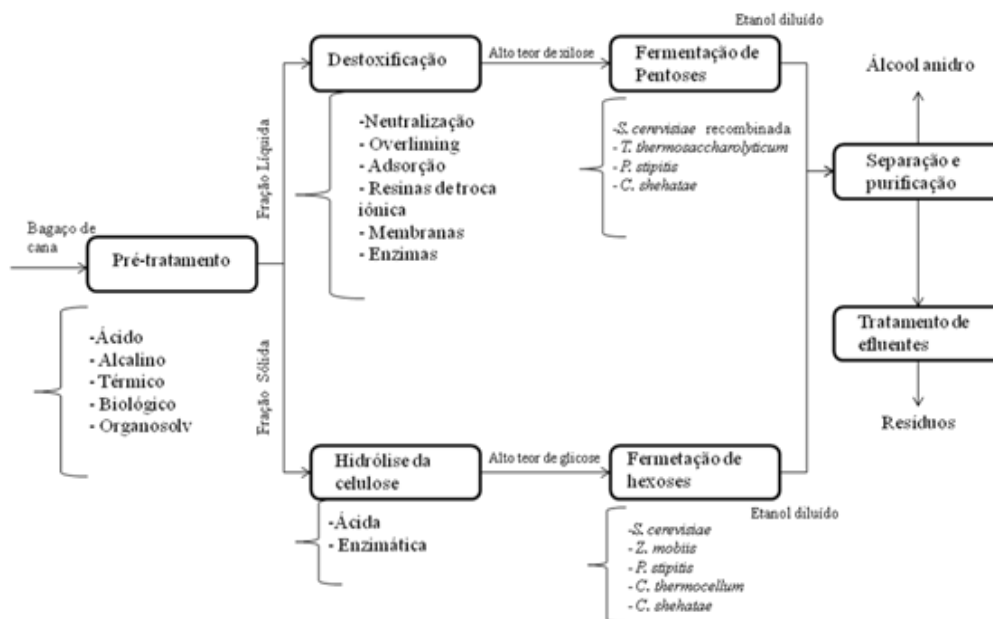 Etanol diluído
Destoxificação
Alto teor de xilose
Fermentação de
Pentoses
Álcool anidro
Fração Líquida
-Neutralização
- Overliming
- Adsorção
- Resinas de troca
iônica
- Membranas
- Enzimas
-S. cerevisiae recombinada
- T. thermosaccharolyticum
- P. stipitis
- C. shehatae
Separação e
purificação
Bagaço de
cana
Pré-tratamento
-Ácido
- Alcalino
- Térmico
- Biológico
- Organosolv
Fração Sólida
Tratamento de
efluentes
Resíduos
Hidrólise da
celulose
Alto teor de glicose
Fermetação de
hexoses
Etanol diluído
-Ácida
- Enzimática
-S. cerevisiae
- Z. mobiis
- P. stipitis
- C. thermocellum
- C. shehatae